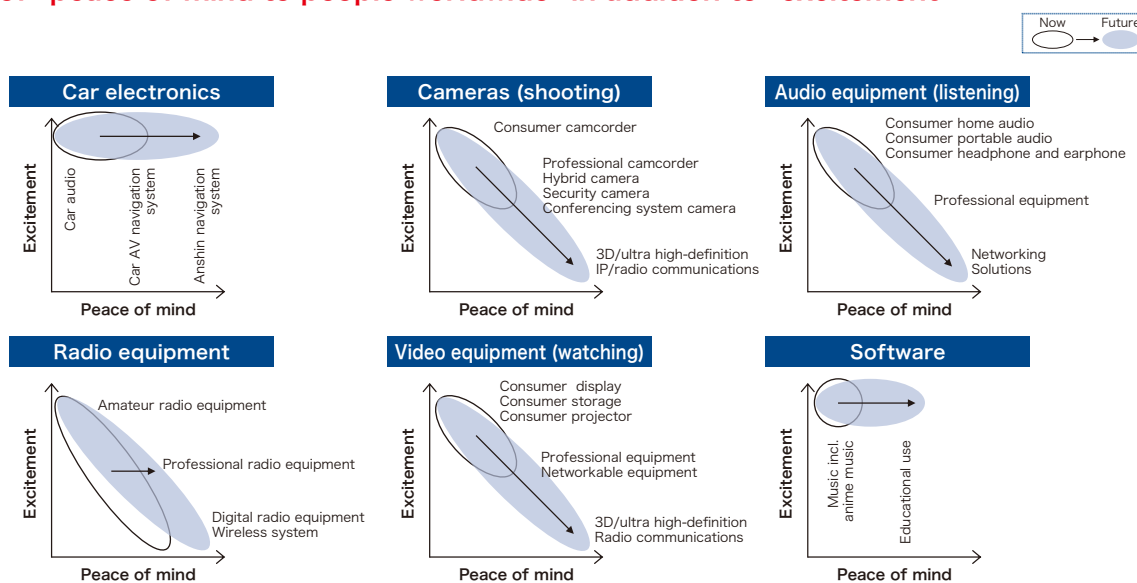 Now Future
Car electronics
Excitement
Car audio
Car AV navigation
system
Anshin navigation
system
Peace of mind
Cameras (shooting)
Excitement
Consumer camcorder
Professional camcorder
Hybrid camera
Security camera
Conferencing system camera
3D/ultra high-definition
IP/radio communications
Peace of mind
Audio equipment (listening)
Excitement
Consumer home audio
Consumer portable audio
Consumer headphone and earphone
Professional equipment
Networking
Solutions
Peace of mind
Radio equipment
Excitement
Amateur radio equipment
Professional radio equipment
Digital radio equipment
Wireless system
Peace of mind
Video equipment (watching)
Excitement
Consumer display
Consumer storage
Consumer projector
Professional equipment
Networkable equipment
3D/ultra high-definition
Radio communications
Peace of mind
Software
Excitement
Music incl.
anime music
Educational use
Peace of mind